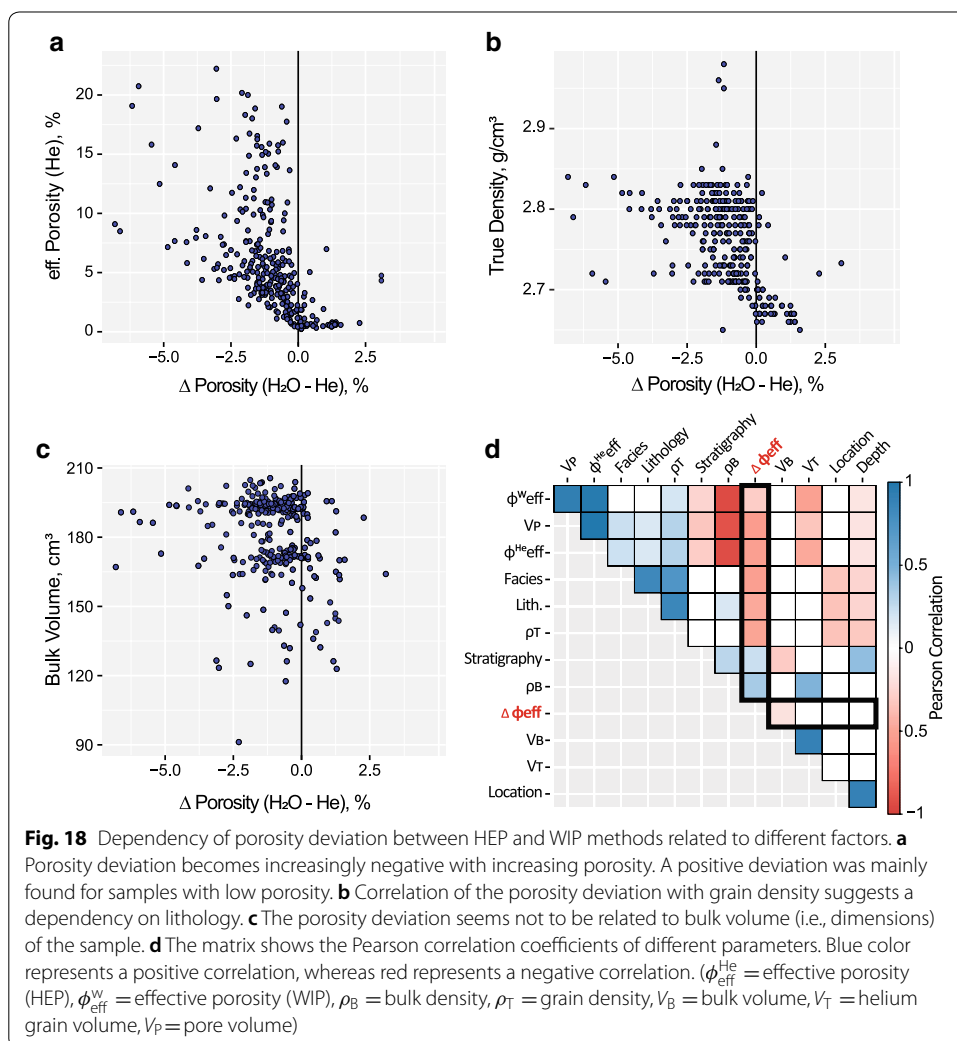 a
eff. Porosity (He), %
20
15
10
5
0
−5.0 −2.5 0.0 2.5
Δ Porosity (H₂O - He), %
b
True Density, g/cm³
2.9
2.8
2.7
−5.0 −2.5 0.0 2.5
Δ Porosity (H₂O - He), %
c
Bulk Volume, cm³
210
180
150
120
90
−5.0 −2.5 0.0 2.5
Δ Porosity (H₂O - He), %
d
VP ϕᴴᵉeff Facies Lithology ρT Stratigraphy ρB Δ ϕeff VB VT Location Depth
ϕᵂeff
VP
ϕᴴᵉeff
Facies
Lith.
ρT
Stratigraphy
ρB
Δ ϕeff
VB
VT
Location
1
0.5
0
0.5
−1
Pearson Correlation
Fig. 18 Dependency of porosity deviation between HEP and WIP methods related to different factors. a
Porosity deviation becomes increasingly negative with increasing porosity. A positive deviation was mainly
found for samples with low porosity. b Correlation of the porosity deviation with grain density suggests a
dependency on lithology. c The porosity deviation seems not to be related to bulk volume (i.e., dimensions)
of the sample. d The matrix shows the Pearson correlation coefficients of different parameters. Blue color
represents a positive correlation, whereas red represents a negative correlation. (ϕ_eff^He = effective porosity
(HEP), ϕ_eff^w = effective porosity (WIP), ρ_B = bulk density, ρ_T = grain density, V_B = bulk volume, V_T = helium
grain volume, V_P = pore volume)